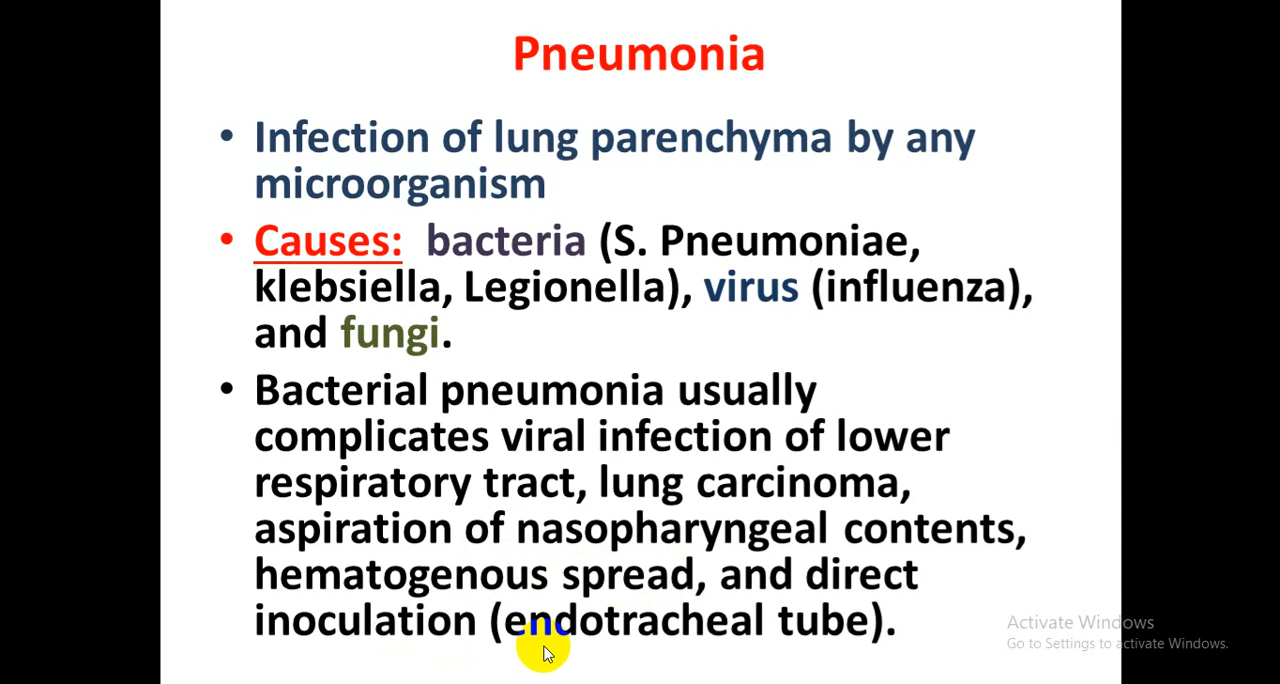 Pneumonia
• Infection of lung parenchyma by any
microorganism
• Causes: bacteria (S. Pneumoniae,
klebsiella, Legionella), virus (influenza),
and fungi.
• Bacterial pneumonia usually
complicates viral infection of lower
respiratory tract, lung carcinoma,
aspiration of nasopharyngeal contents,
hematogenous spread, and direct
inoculation (endotracheal tube).
Activate Windows
Go to Settings to activate Windows.